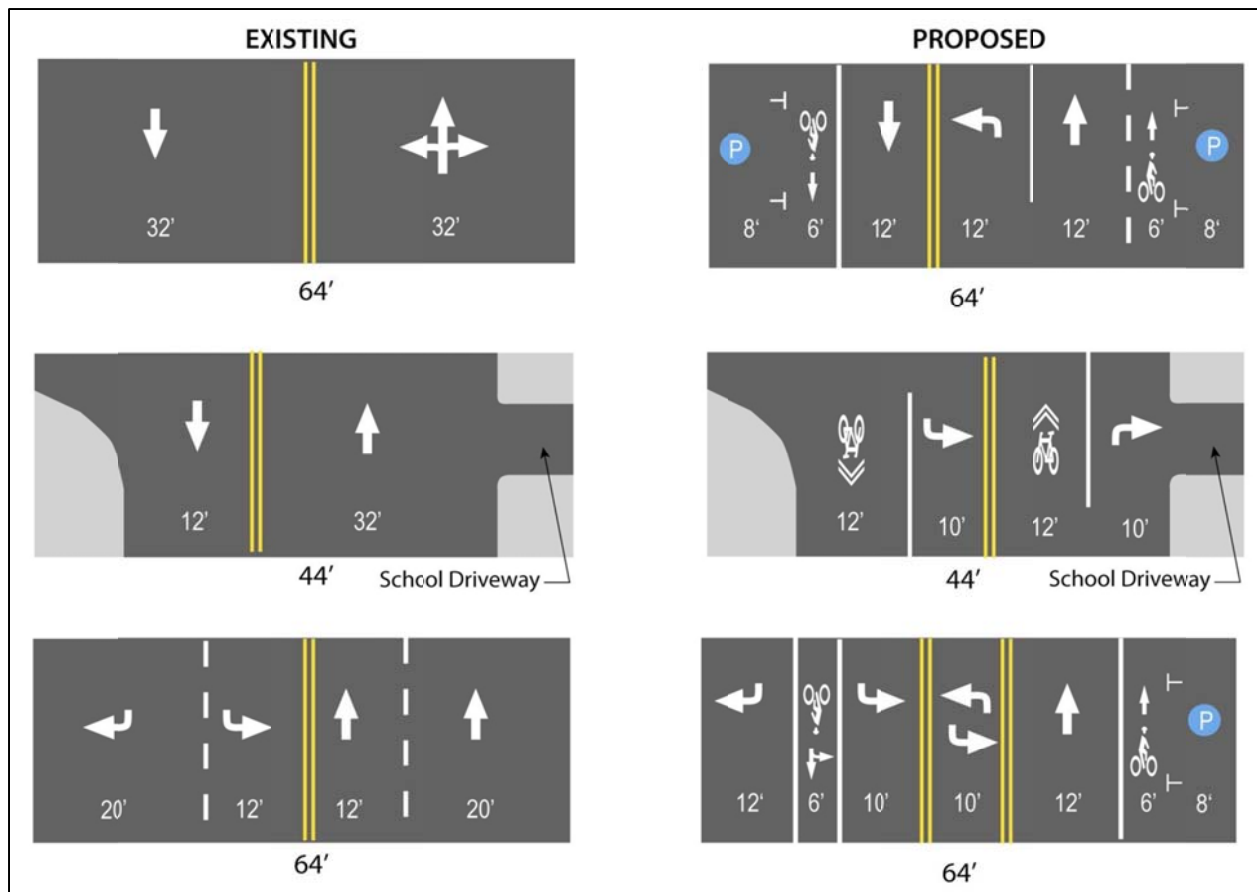 EXISTING
PROPOSED
32’ 32’
64’
P P
8‘ 6’ 12’ 12’ 12’ 6’ 8‘
64’
12’ 32’
44’
School Driveway
12’ 10’ 12’ 10’
44’
School Driveway
20’ 12’ 12’ 20’
64’
P
12‘ 6’ 10’ 10’ 12’ 6’ 8‘
64’